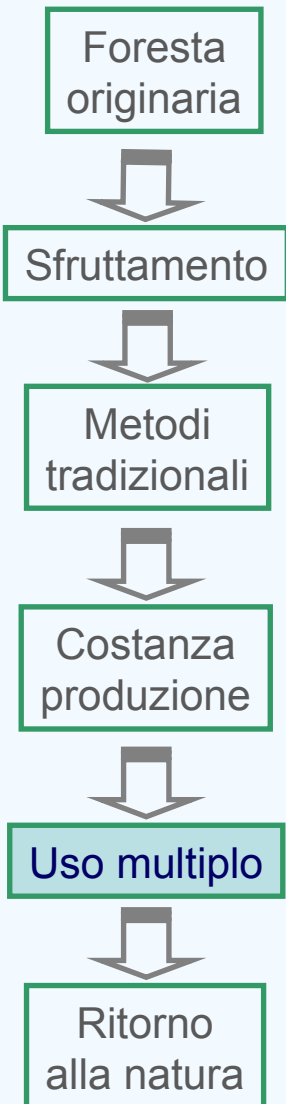 Foresta
originaria
Sfruttamento
Metodi
tradizionali
Costanza
produzione
Uso multiplo
Ritorno
alla natura